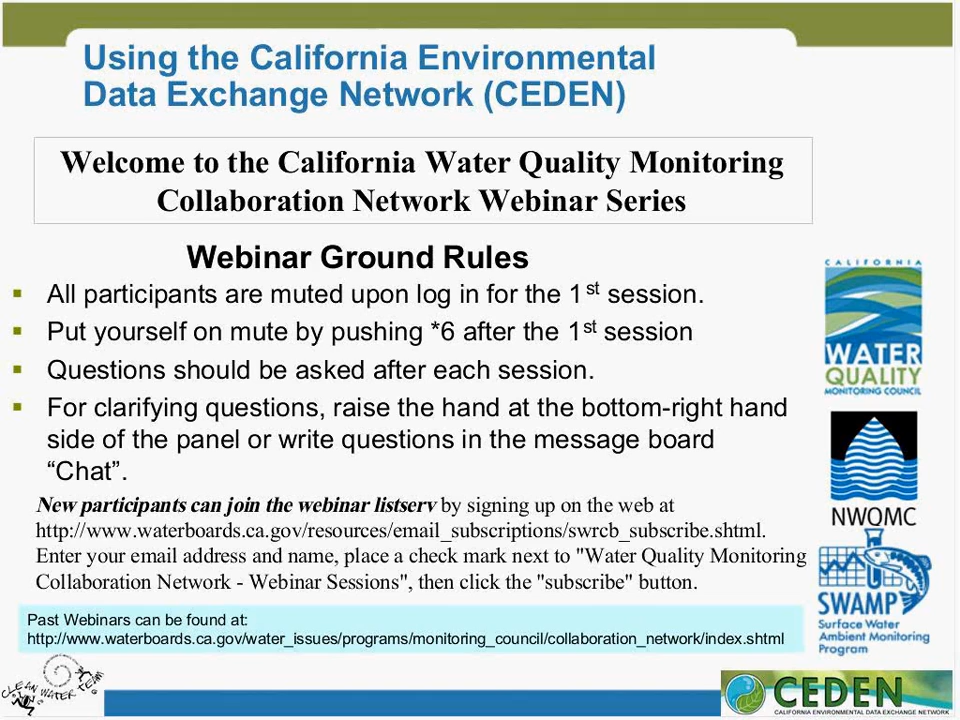 Using the California Environmental
Data Exchange Network (CEDEN)
Welcome to the California Water Quality Monitoring
Collaboration Network Webinar Series
Webinar Ground Rules
▪ All participants are muted upon log in for the 1st session.
▪ Put yourself on mute by pushing *6 after the 1st session
▪ Questions should be asked after each session.
▪ For clarifying questions, raise the hand at the bottom-right hand
side of the panel or write questions in the message board
“Chat”.
New participants can join the webinar listserv by signing up on the web at
http://www.waterboards.ca.gov/resources/email_subscriptions/swrcb_subscribe.shtml.
Enter your email address and name, place a check mark next to "Water Quality Monitoring
Collaboration Network - Webinar Sessions", then click the "subscribe" button.
Past Webinars can be found at:
http://www.waterboards.ca.gov/water_issues/programs/monitoring_council/collaboration_network/index.shtml
CALIFORNIA
WATER
QUALITY
MONITORING COUNCIL
NWQMC
SWAMP
Surface Water
Ambient Monitoring
Program
CLEAN WATER TEAM
CEDEN
CALIFORNIA ENVIRONMENTAL DATA EXCHANGE NETWORK